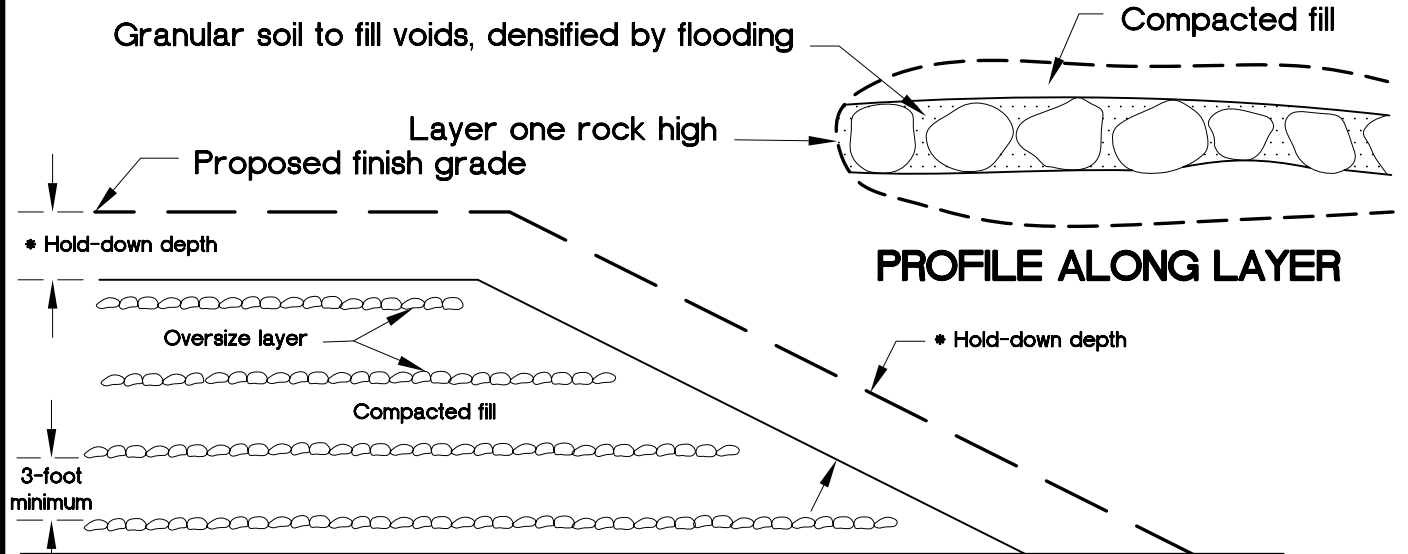 Compacted fill
Granular soil to fill voids, densified by flooding
Layer one rock high
Proposed finish grade
* Hold-down depth
PROFILE ALONG LAYER
Oversize layer
* Hold-down depth
Compacted fill
3-foot
minimum